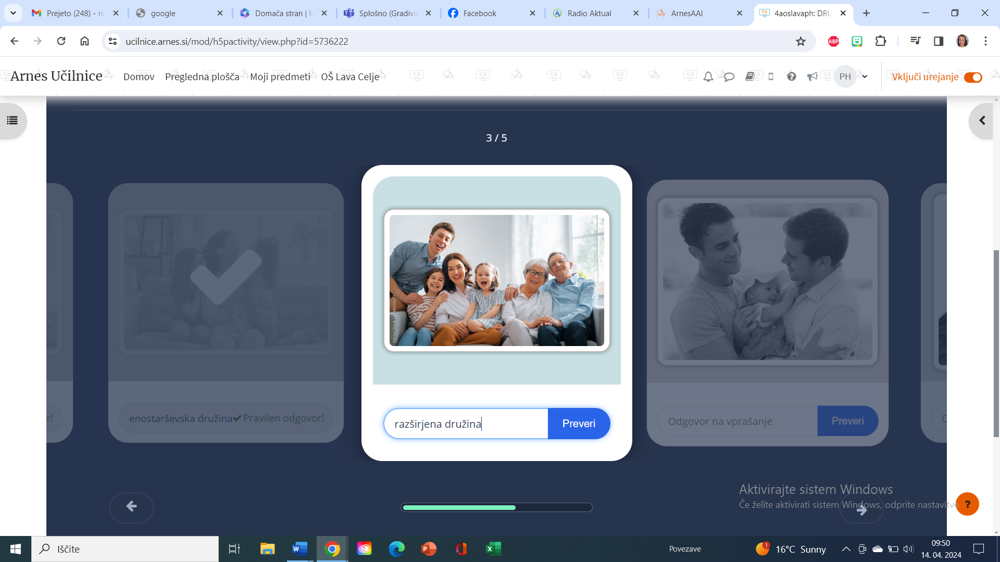 Prejeto (248) - na
google
Domača stran | M
Splošno (Gradiva
Facebook
Radio Aktual
ArnesAAI
4aoslavaph: DRU
ucilnice.arnes.si/mod/h5pactivity/view.php?id=5736222
ABP
Arnes Učilnice
Domov
Pregledna plošča
Moji predmeti
OŠ Lava Celje
PH
Vključi urejanje
3 / 5
r!
enostarševska družina
Pravilen odgovor!
razširjena družina
Preveri
Odgovor na vprašanje
Preveri
Aktivirajte sistem Windows
Če želite aktivirati sistem Windows, odprite nastavitve.
?
Iščite
Povezave
1
16°C Sunny
09:50
14. 04. 2024